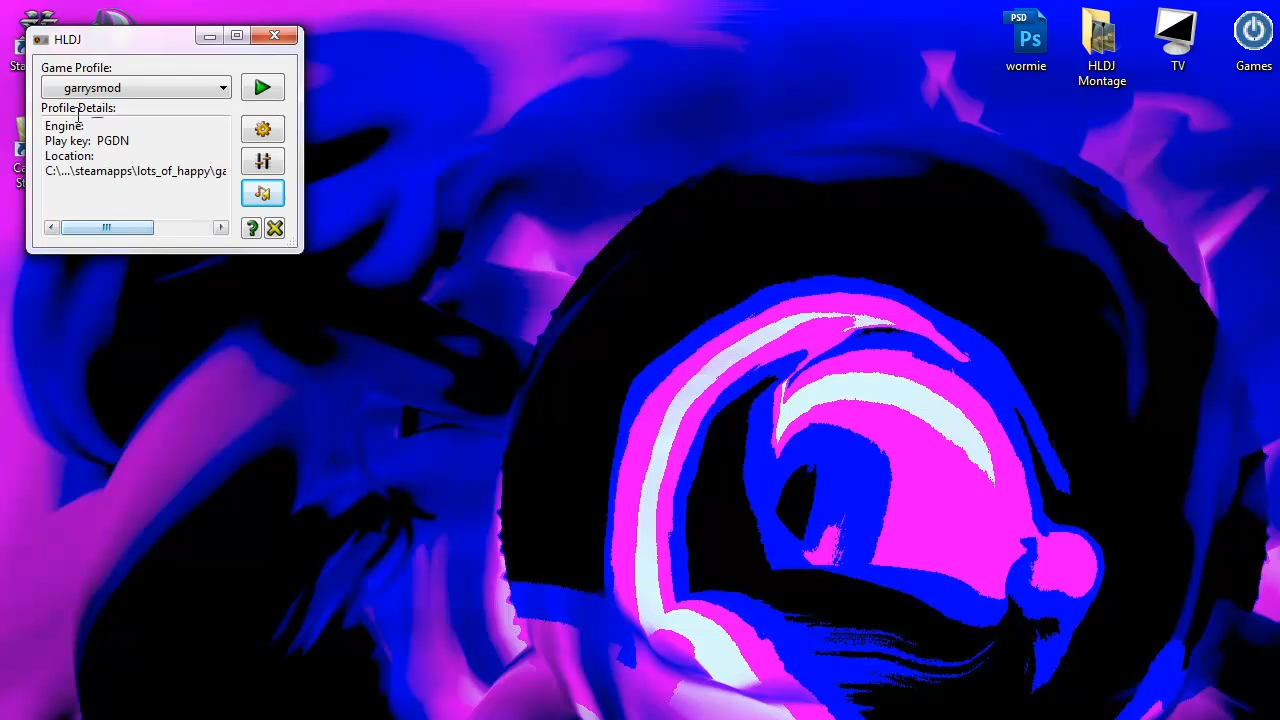 HLDJ
Game Profile:
garrysmod
Profile Details:
Engine:
Play key: PGDN
Location:
C:\...\steamapps\lots_of_happy\ga
PSD
Ps
wormie
HLDJ
Montage
TV
Games